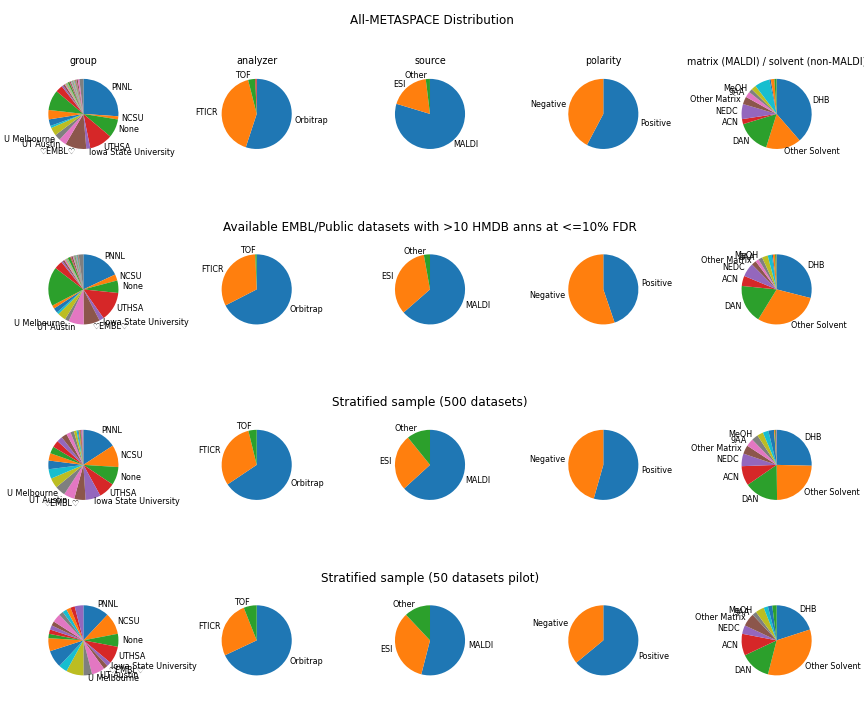 All-METASPACE Distribution
group
PNNL
NCSU
None
UTHSA
Iowa State University
♡EMBL♡
UT Austin
U Melbourne
analyzer
TOF
FTICR
Orbitrap
source
Other
ESI
MALDI
polarity
Negative
Positive
matrix (MALDI) / solvent (non-MALDI)
MeOH
9AA
Other Matrix
NEDC
ACN
DAN
Other Solvent
DHB
Available EMBL/Public datasets with >10 HMDB anns at <=10% FDR
PNNL
NCSU
None
UTHSA
Iowa State University
♡EMBL♡
UT Austin
U Melbourne
TOF
FTICR
Orbitrap
Other
ESI
MALDI
Positive
Negative
MeOH
Other Matrix
NEDC
ACN
DAN
Other Solvent
DHB
Stratified sample (500 datasets)
PNNL
NCSU
None
UTHSA
Iowa State University
♡EMBL♡
UT Austin
U Melbourne
TOF
FTICR
Orbitrap
Other
ESI
MALDI
Negative
Positive
MeOH
9AA
Other Matrix
NEDC
ACN
DAN
Other Solvent
DHB
Stratified sample (50 datasets pilot)
PNNL
NCSU
None
UTHSA
Iowa State University
♡EMBL♡
UT Austin
U Melbourne
TOF
FTICR
Orbitrap
Other
ESI
MALDI
Negative
Positive
MeOH
9AA
Other Matrix
NEDC
ACN
DAN
Other Solvent
DHB